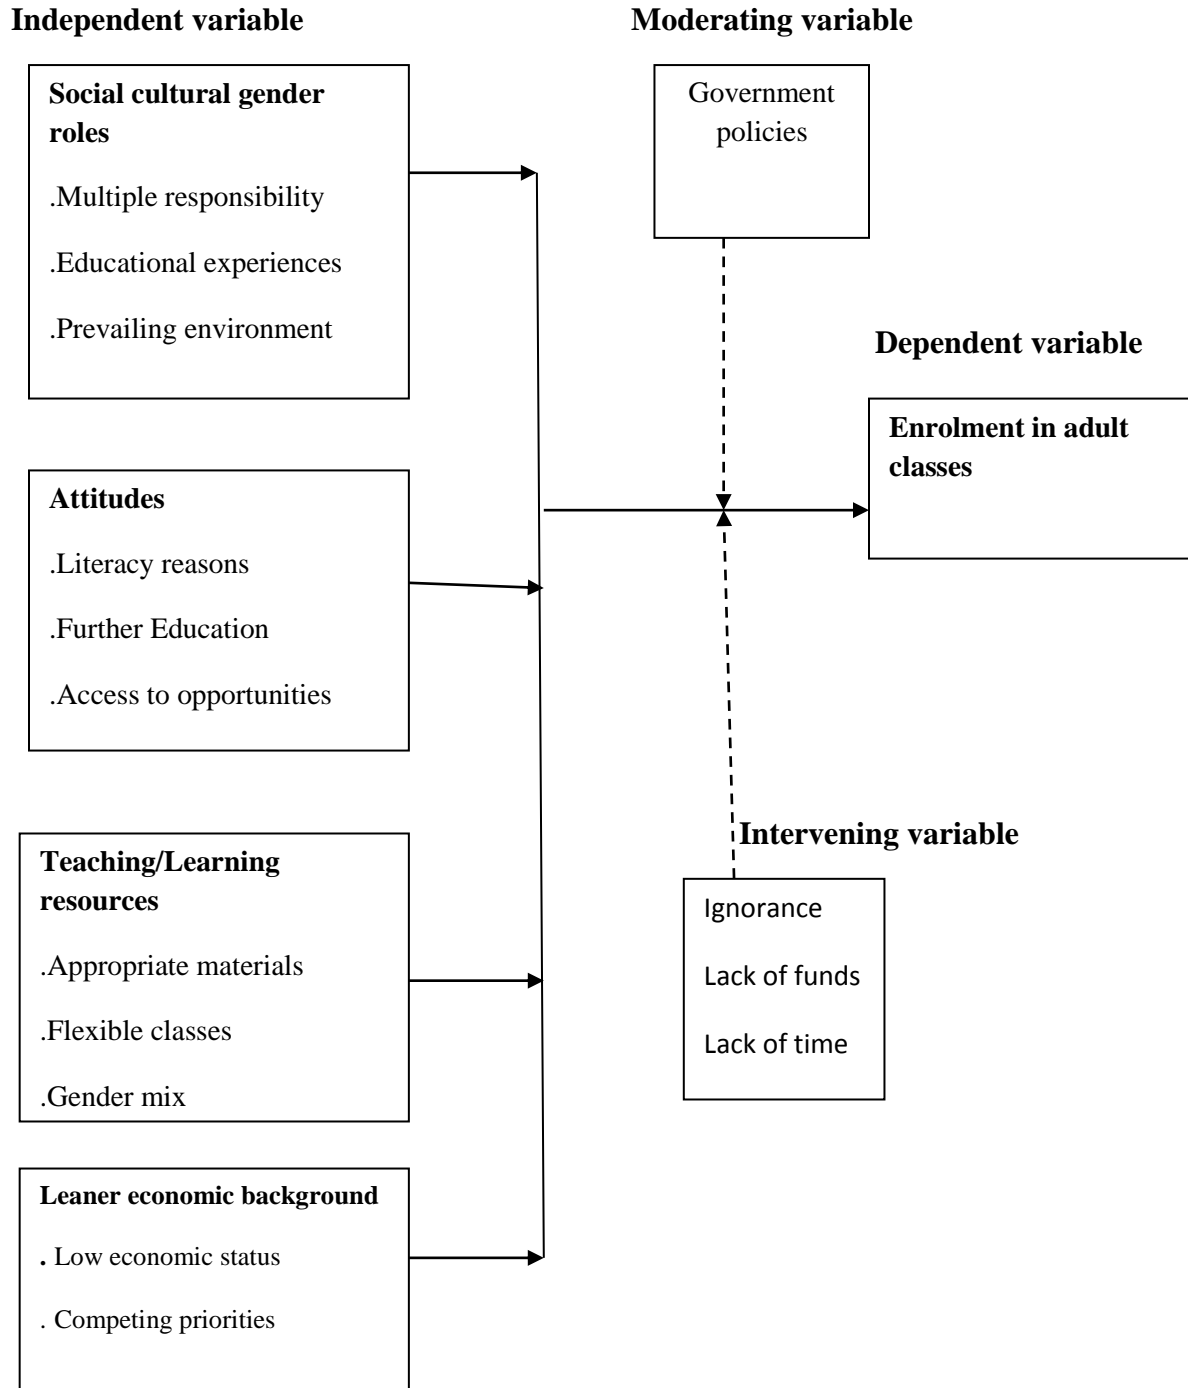 Independent variable
Social cultural gender
roles
.Multiple responsibility
.Educational experiences
.Prevailing environment
Attitudes
.Literacy reasons
.Further Education
.Access to opportunities
Teaching/Learning
resources
.Appropriate materials
.Flexible classes
.Gender mix
Leaner economic background
. Low economic status
. Competing priorities
Moderating variable
Government
policies
Dependent variable
Enrolment in adult
classes
Intervening variable
Ignorance
Lack of funds
Lack of time